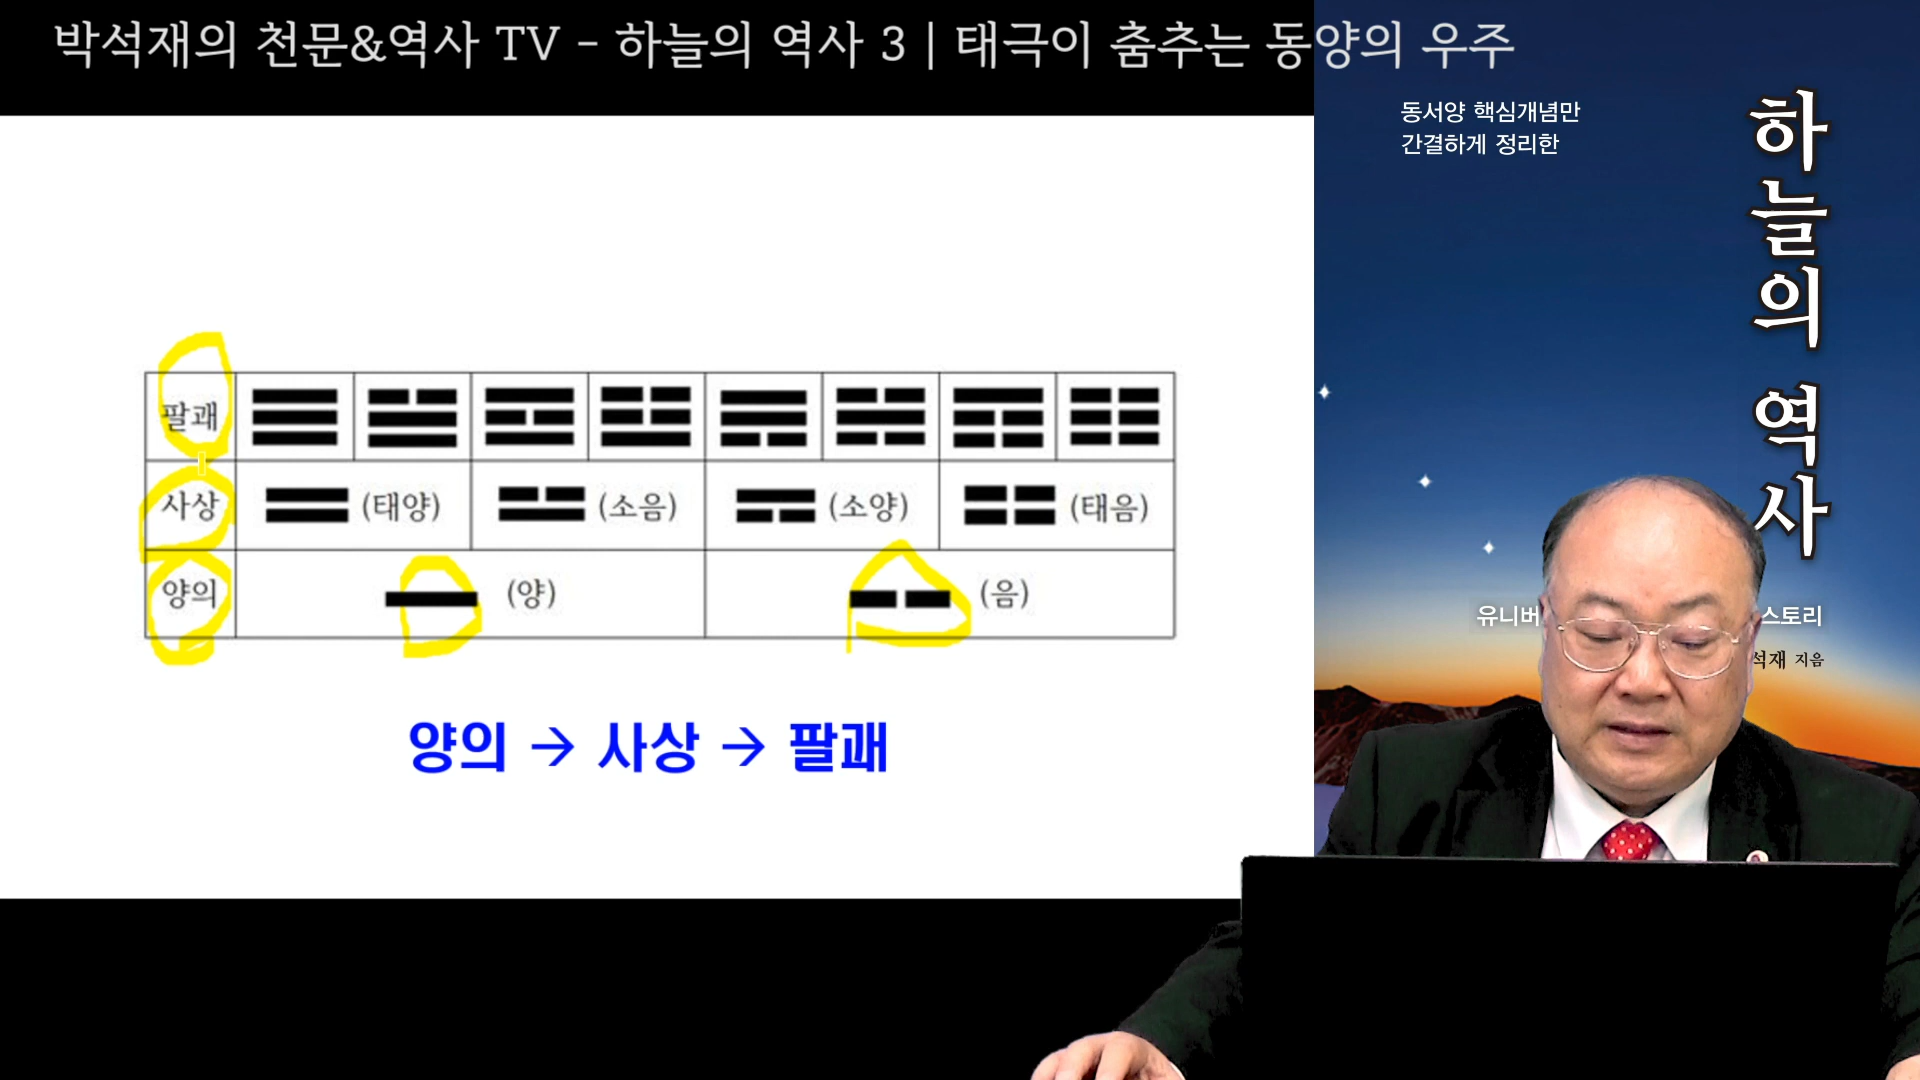 박석재의 천문&역사 TV - 하늘의 역사 3 | 태극이 춤추는 동양의 우주
동서양 핵심개념만
간결하게 정리한
하늘의 역사
유니버
스토리
석재 지음
팔괘
사상 (태양) (소음) (소양) (태음)
양의 (양) (음)
양의 → 사상 → 팔괘